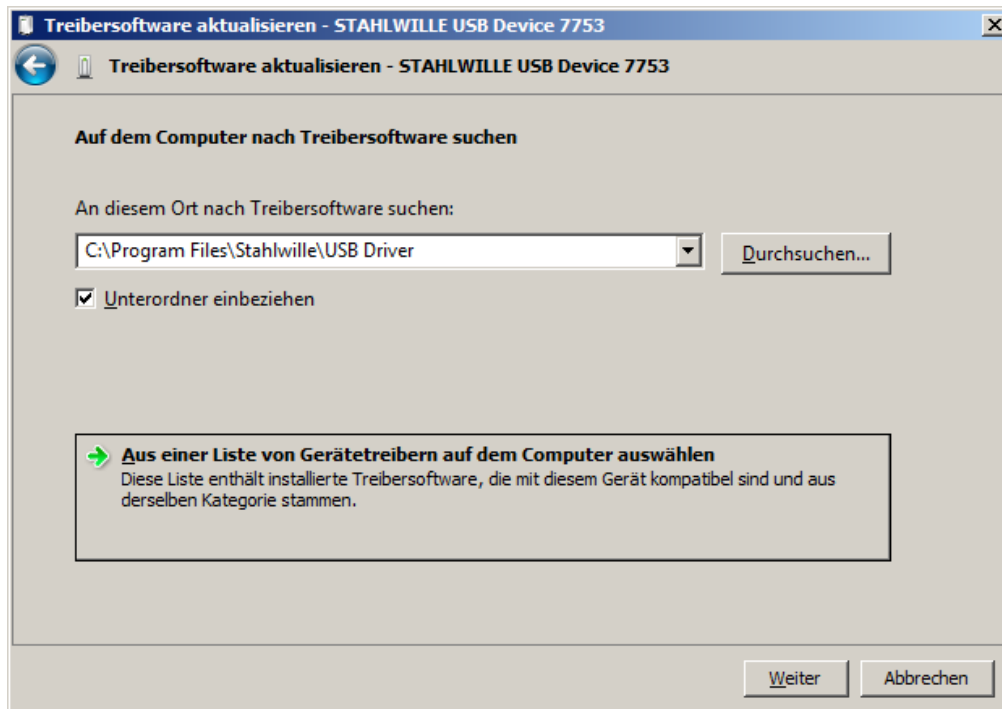 Treibersoftware aktualisieren - STAHLWILLE USB Device 7753
Treibersoftware aktualisieren - STAHLWILLE USB Device 7753
Auf dem Computer nach Treibersoftware suchen
An diesem Ort nach Treibersoftware suchen:
C:\Program Files\Stahlwille\USB Driver
Durchsuchen...
Unterordner einbeziehen
Aus einer Liste von Gerätetreibern auf dem Computer auswählen
Diese Liste enthält installierte Treibersoftware, die mit diesem Gerät kompatibel sind und aus
derselben Kategorie stammen.
Weiter
Abbrechen